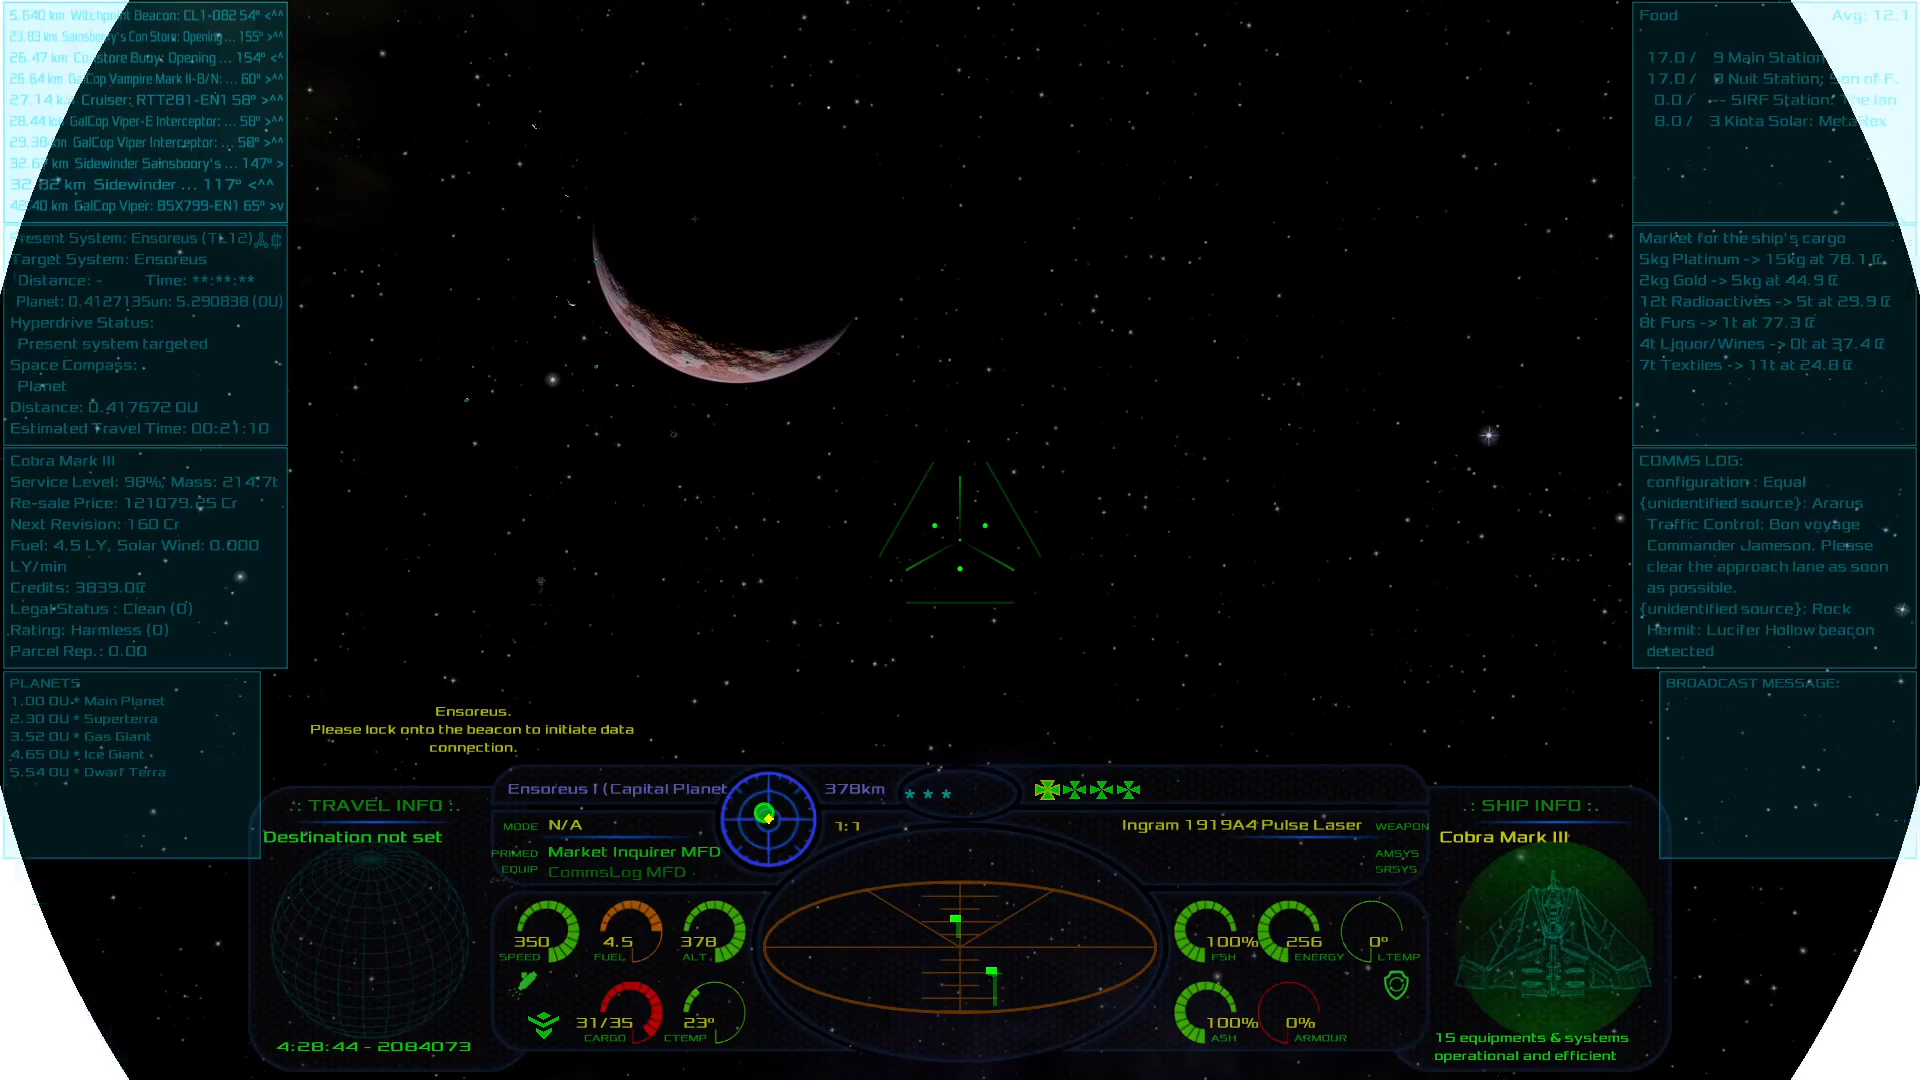 5.640 km Witchpoint Beacon: CL1-082 54° <^^
23.83 km Sainsboory's Con Store: Opening ... 155° >^^
26.47 km Constore Buoy: Opening ... 154° <^
26.64 km GalCop Vampire Mark II-B/N: ... 60° >^^
27.14 km Cruiser: RTT281-EN1 58° >^^
28.44 km GalCop Viper-E Interceptor: ... 58° >^^
29.38 km GalCop Viper Interceptor: ... 58° >^^
32.67 km Sidewinder Sainsboory's ... 147° >
32.82 km Sidewinder ... 117° <^^
42.40 km GalCop Viper: BSX799-EN1 65° >v
Present System: Ensoreus (TL12)
Target System: Ensoreus
Distance: - Time: **:**:**
Planet: 0.4127135un; 5.290838 (OU)
Hyperdrive Status:
Present system targeted
Space Compass:
Planet
Distance: 0.417672 OU
Estimated Travel Time: 00:21:10
Cobra Mark III
Service Level: 98%, Mass: 214.7t
Re-sale Price: 121079.25 Cr
Next Revision: 160 Cr
Fuel: 4.5 LY, Solar Wind: 0.000
LY/min
Credits: 3839.0₢
Legal Status : Clean (0)
Rating: Harmless (0)
Parcel Rep.: 0.00
PLANETS
1.00 OU * Main Planet
2.30 OU * Superterra
3.52 OU * Gas Giant
4.65 OU * Ice Giant
5.54 OU * Dwarf Terra
Food Avg: 12.1
17.0 / 9 Main Station
17.0 / Nuit Station; Son of F.
0.0 / -- SIRF Station: The Ian
8.0 / 3 Kiota Solar: MetaRex
Market for the ship's cargo
5kg Platinum -> 15kg at 78.1₢
2kg Gold -> 5kg at 44.9₢
12t Radioactives -> 5t at 29.9₢
8t Furs -> 1t at 77.3₢
4t Liquor/Wines -> 0t at 37.4₢
7t Textiles -> 11t at 24.8₢
COMMS LOG:
configuration : Equal
{unidentified source}: Ararus
Traffic Control: Bon voyage
Commander Jameson. Please
clear the approach lane as soon
as possible.
{unidentified source}: Rock
Hermit: Lucifer Hollow beacon
detected
BROADCAST MESSAGE:
Ensoreus.
Please lock onto the beacon to initiate data
connection.
.: TRAVEL INFO :.
Destination not set
4:28:44 - 2084073
Ensoreus I (Capital Planet
378km
* * *
MODE N/A
1:1
Ingram 1919A4 Pulse Laser WEAPON
PRIMED Market Inquirer MFD
EQUIP CommsLog MFD
AMSYS
SRSYS
350
SPEED
4.5
FUEL
378
ALT.
31/35
CARGO
23°
CTEMP
100%
FSH
256
ENERGY
0°
LTEMP
100%
ASH
0%
ARMOUR
.: SHIP INFO :.
Cobra Mark III
15 equipments & systems
operational and efficient